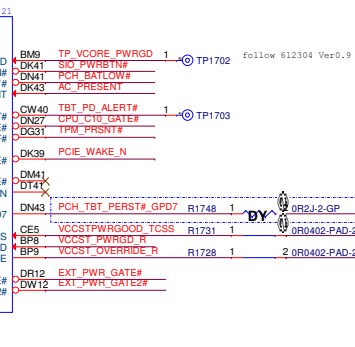 21
BM9 TP_VCORE_PWRGD 1 TP1702 follow 612304 Ver0.9
D DK41 SIO_PWRBTN#
N# DN41 PCH_BATLOW#
# DK43 AC_PRESENT
NT
CW40 TBT_PD_ALERT# 1 TP1703
T# DN27 CPU_C10_GATE#
E# DG31 TPM_PRSNT#
F#
DK39 PCIE_WAKE_N
E#
DM41
E# DT41
N
DN43 PCH_TBT_PERST#_GPD7 R1748 1 DY 0R2J-2-GP
D7
CE5 VCCSTPWRGOOD_TCSS R1731 1 0R0402-PAD-2
S BP8 VCCST_PWRGD_R
D BP9 VCCST_OVERRIDE_R R1728 1 2 0R0402-PAD-2
E
DR12 EXT_PWR_GATE#
E# DW12 EXT_PWR_GATE2#
2#